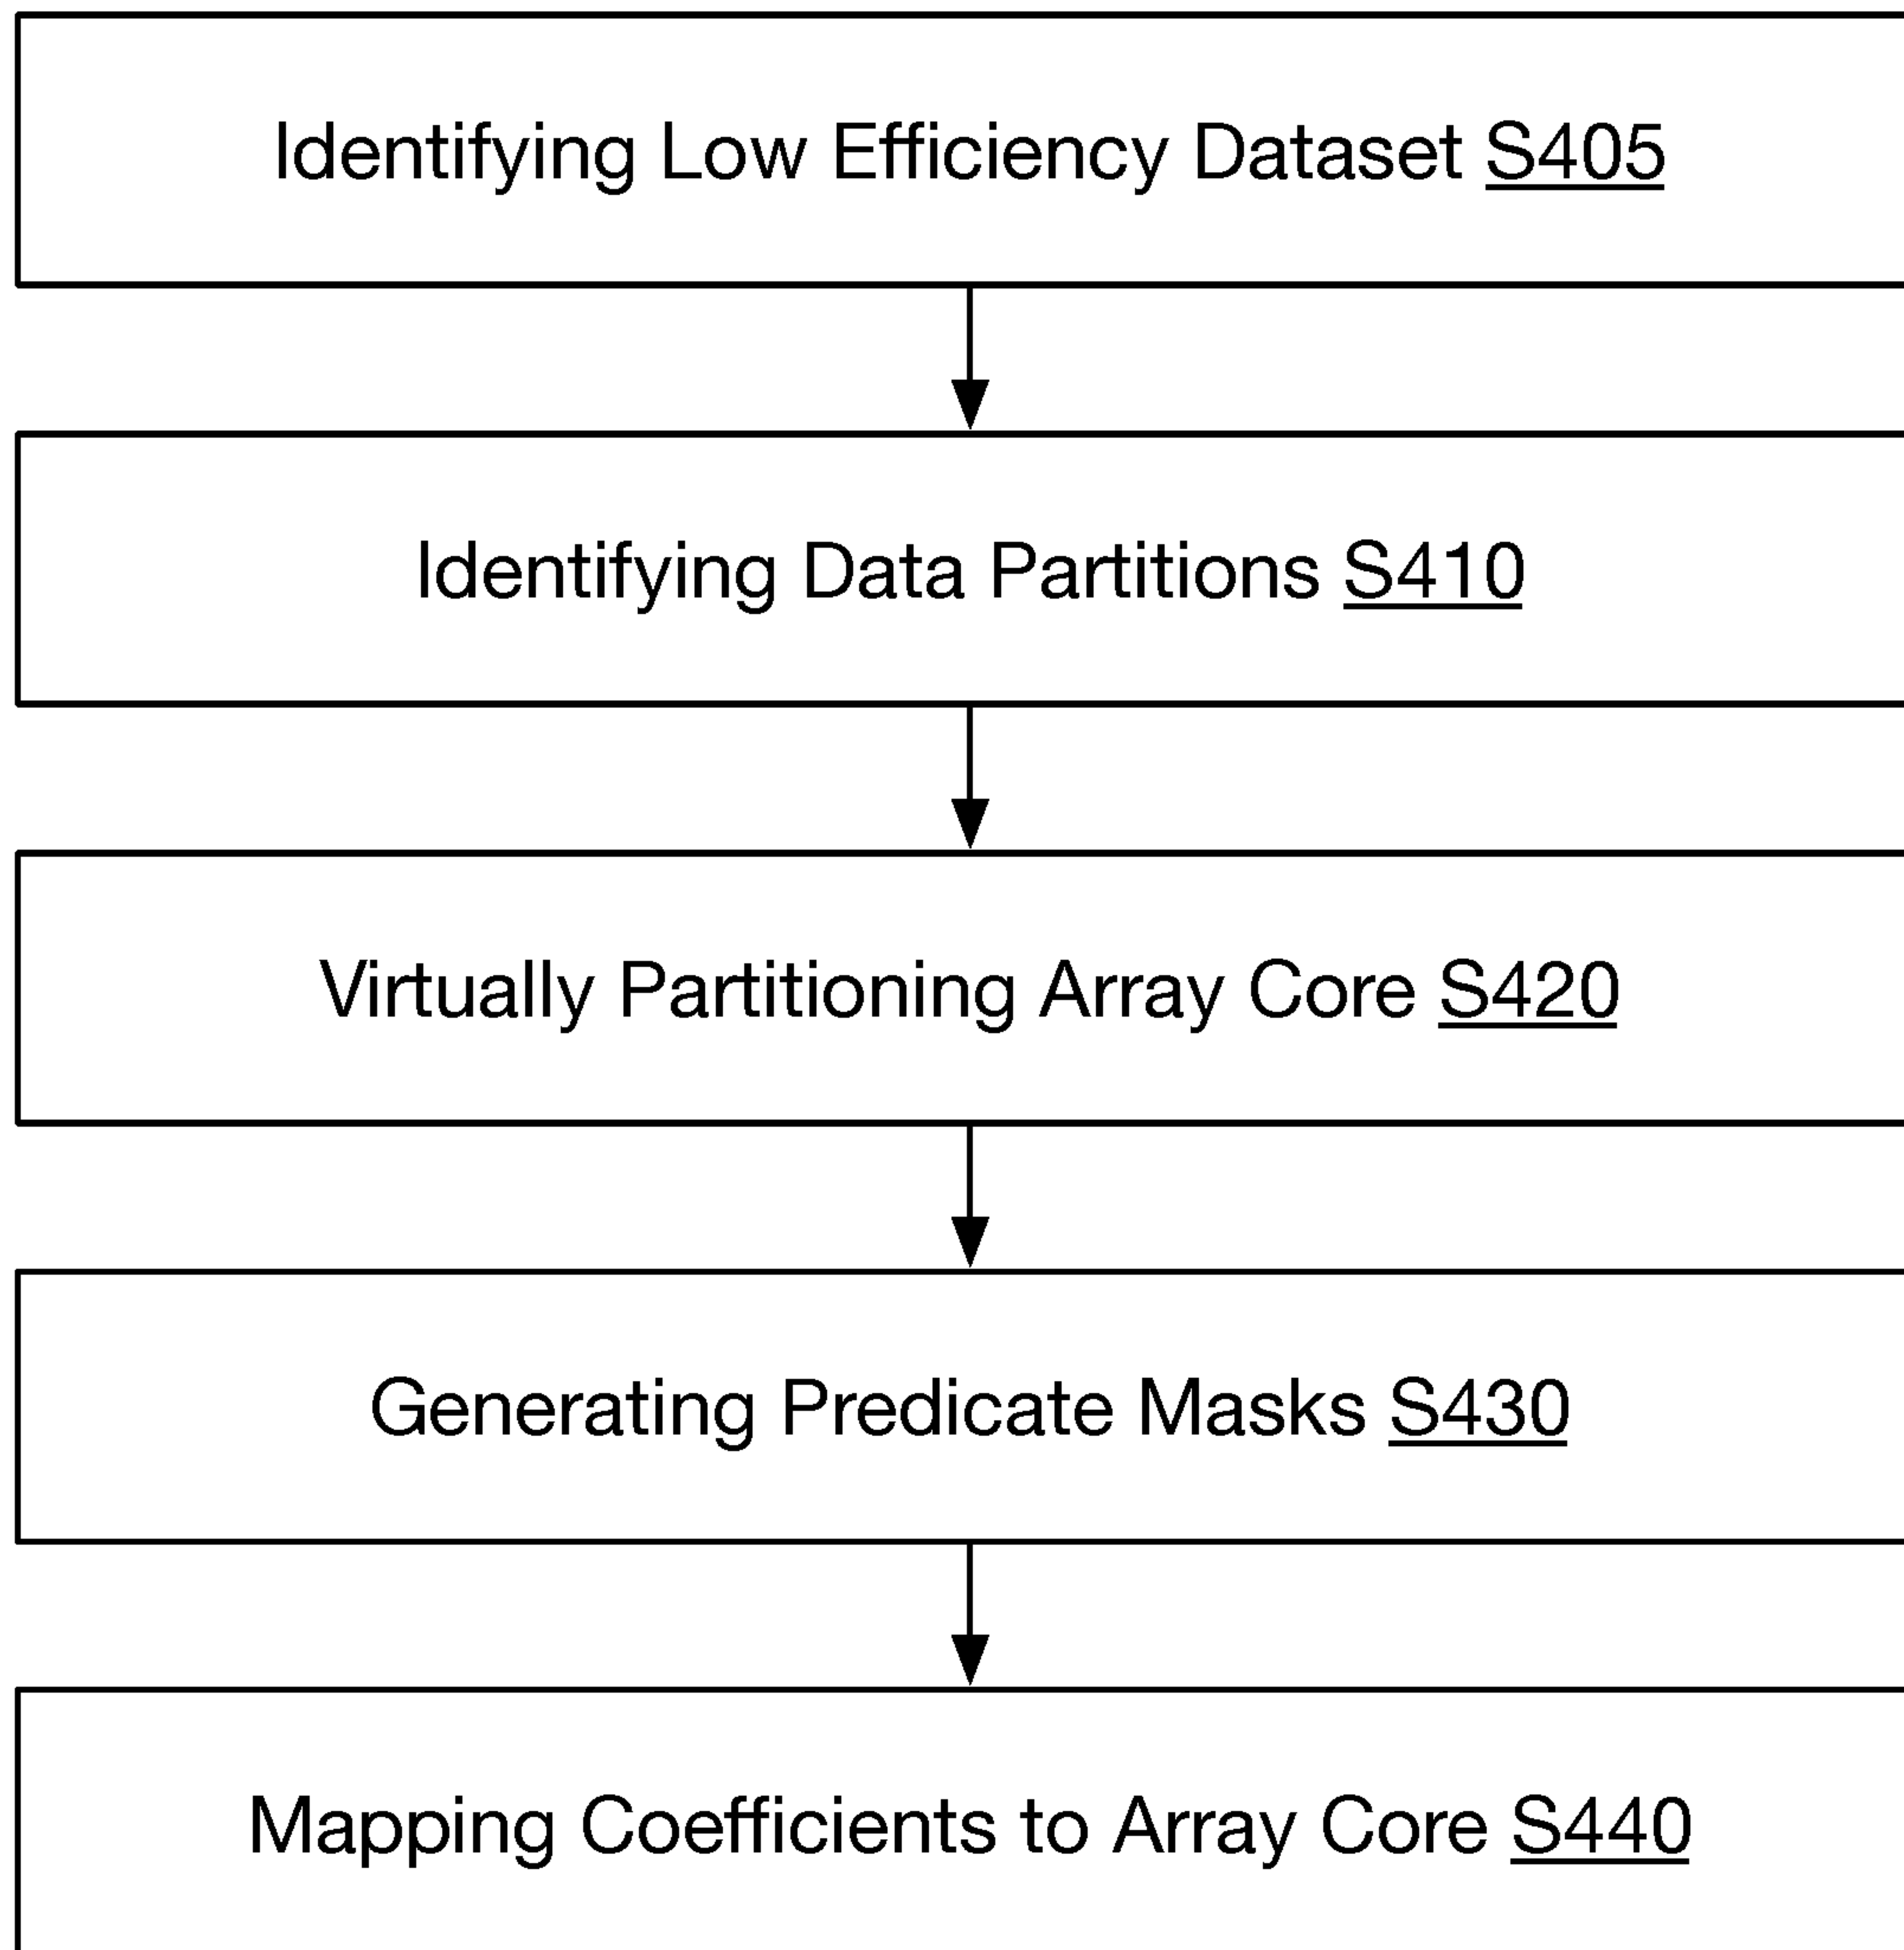 Identifying Low Efficiency Dataset S405
Identifying Data Partitions S410
Virtually Partitioning Array Core S420
Generating Predicate Masks S430
Mapping Coefficients to Array Core S440